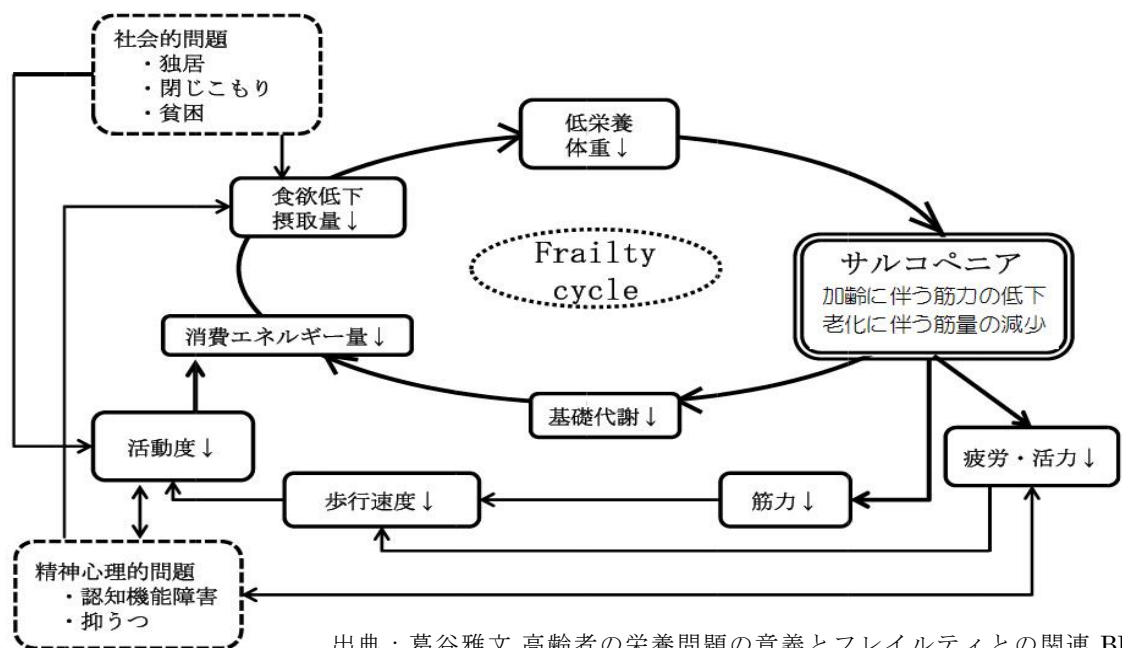 社会的問題
・独居
・閉じこもり
・貧困
低栄養
体重↓
食欲低下
摂取量↓
Frailty
cycle
サルコペニア
加齢に伴う筋力の低下
老化に伴う筋量の減少
消費エネルギー量↓
基礎代謝↓
活動度↓
疲労・活力↓
歩行速度↓
筋力↓
精神心理的問題
・認知機能障害
・抑うつ
出典：葛谷雅文 高齢者の栄養問題の意義とフレイルティとの関連